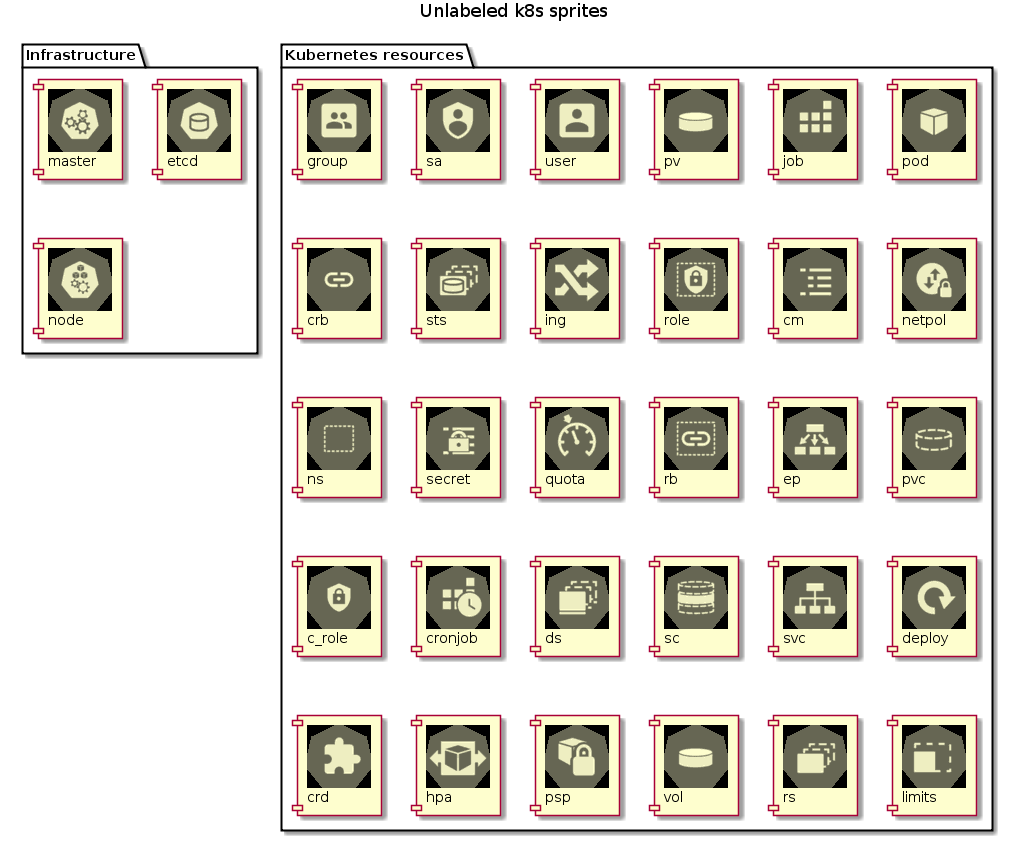 Unlabeled k8s sprites
Infrastructure
Kubernetes resources
master
etcd
group
sa
user
pv
job
pod
node
crb
sts
ing
role
cm
netpol
ns
secret
quota
rb
ep
pvc
c_role
cronjob
ds
sc
svc
deploy
crd
hpa
psp
vol
rs
limits